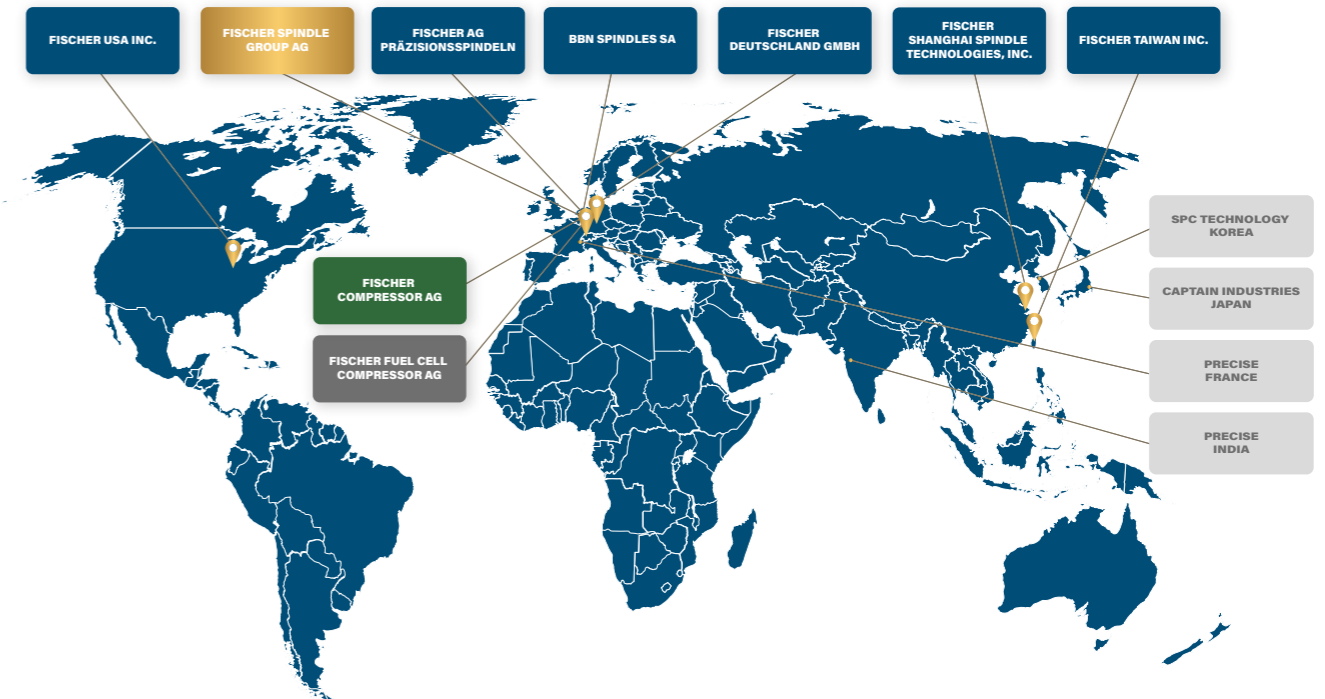 FISCHER USA INC.
FISCHER SPINDLE
GROUP AG
FISCHER AG
PRÄZISIONSSPINDELN
BBN SPINDLES SA
FISCHER
DEUTSCHLAND GMBH
FISCHER
SHANGHAI SPINDLE
TECHNOLOGIES, INC.
FISCHER TAIWAN INC.
SPC TECHNOLOGY
KOREA
FISCHER
COMPRESSOR AG
CAPTAIN INDUSTRIES
JAPAN
FISCHER FUEL CELL
COMPRESSOR AG
PRECISE
FRANCE
PRECISE
INDIA